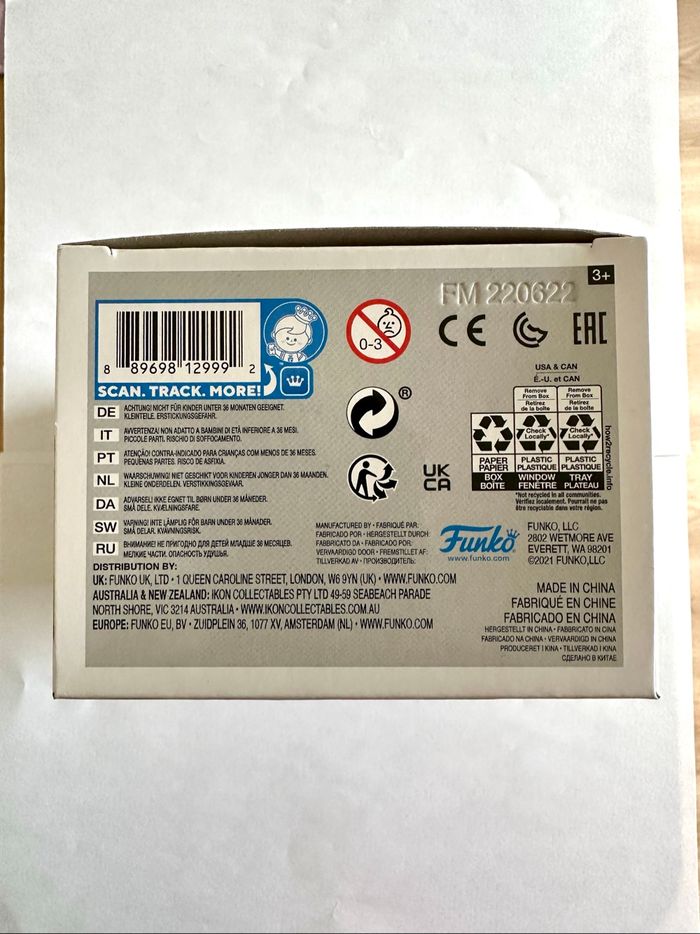 FM 220622
3+
8 89698 12999 2
SCAN. TRACK. MORE!
0-3
CE
EAC
®
UK
CA
USA & CAN
É.-U. et CAN
Remove
From Box
Retirez
de la boîte
Remove
From Box
Retirez
de la boîte
Check
Locally*
Check
Locally*
PAPER
PAPIER
PLASTIC
PLASTIQUE
PLASTIC
PLASTIQUE
BOX
BOÎTE
WINDOW
FENÊTRE
TRAY
PLATEAU
*Not recycled in all communities.
Vérifiez localement. Pourrait ne pas
être recyclable dans votre région.
how2recycle.info
DE ACHTUNG! NICHT FÜR KINDER UNTER 36 MONATEN GEEIGNET.
KLEINTEILE. ERSTICKUNGSGEFAHR.
IT AVVERTENZA! NON ADATTO A BAMBINI DI ETÀ INFERIORE A 36 MESI.
PICCOLE PARTI. RISCHIO DI SOFFOCAMENTO.
PT ATENÇÃO! CONTRA-INDICADO PARA CRIANÇAS COM MENOS DE 36 MESES.
PEQUENAS PARTES. RISCO DE ASFIXIA.
NL WAARSCHUWING! NIET GESCHIKT VOOR KINDEREN JONGER DAN 36 MAANDEN.
KLEINE ONDERDELEN. VERSTIKKINGSGEVAAR.
DA ADVARSEL! IKKE EGNET TIL BØRN UNDER 36 MÅNEDER.
SMÅ DELE. KVÆLNINGSFARE.
SW VARNING! INTE LÄMPLIG FÖR BARN UNDER 36 MÅNADER.
SMÅ DELAR. KVÄVNINGSRISK.
RU ВНИМАНИЕ! НЕ ПРИГОДНО ДЛЯ ДЕТЕЙ МЛАДШЕ 36 МЕСЯЦЕВ.
МЕЛКИЕ ЧАСТИ. ОПАСНОСТЬ УДУШЬЯ.
MANUFACTURED BY • FABRIQUÉ PAR:
FABRICADO POR • HERGESTELLT DURCH:
FABBRICATO DA • FABRICADO POR:
VERVAARDIGD DOOR • FREMSTILLET AF:
TILLVERKAD AV • ПРОИЗВОДИТЕЛЬ:
Funko®
www.funko.com
FUNKO, LLC
2802 WETMORE AVE
EVERETT, WA 98201
©2021 FUNKO,LLC
DISTRIBUTION BY:
UK: FUNKO UK, LTD • 1 QUEEN CAROLINE STREET, LONDON, W6 9YN (UK) • WWW.FUNKO.COM
AUSTRALIA & NEW ZEALAND: IKON COLLECTABLES PTY LTD 49-59 SEABEACH PARADE
NORTH SHORE, VIC 3214 AUSTRALIA • WWW.IKONCOLLECTABLES.COM.AU
EUROPE: FUNKO EU, BV • ZUIDPLEIN 36, 1077 XV, AMSTERDAM (NL) • WWW.FUNKO.COM
MADE IN CHINA
FABRIQUÉ EN CHINE
FABRICADO EN CHINA
HERGESTELLT IN CHINA • FABBRICATO IN CINA
FABRICADO NA CHINA • VERVAARDIGD IN CHINA
PRODUCERET I KINA • TILLVERKAD I KINA
СДЕЛАНО В КИТАЕ